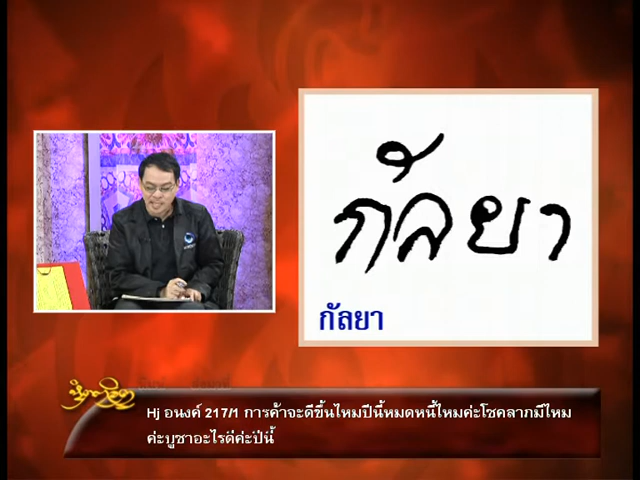 กัลยา
กัลยา
Hj อนงค์ 217/1 การค้าจะดีขึ้นไหมปีนี้หมดหนี้ไหมค่ะโชคลาภมีไหม
ค่ะบูชาอะไรดีค่ะปีนี้